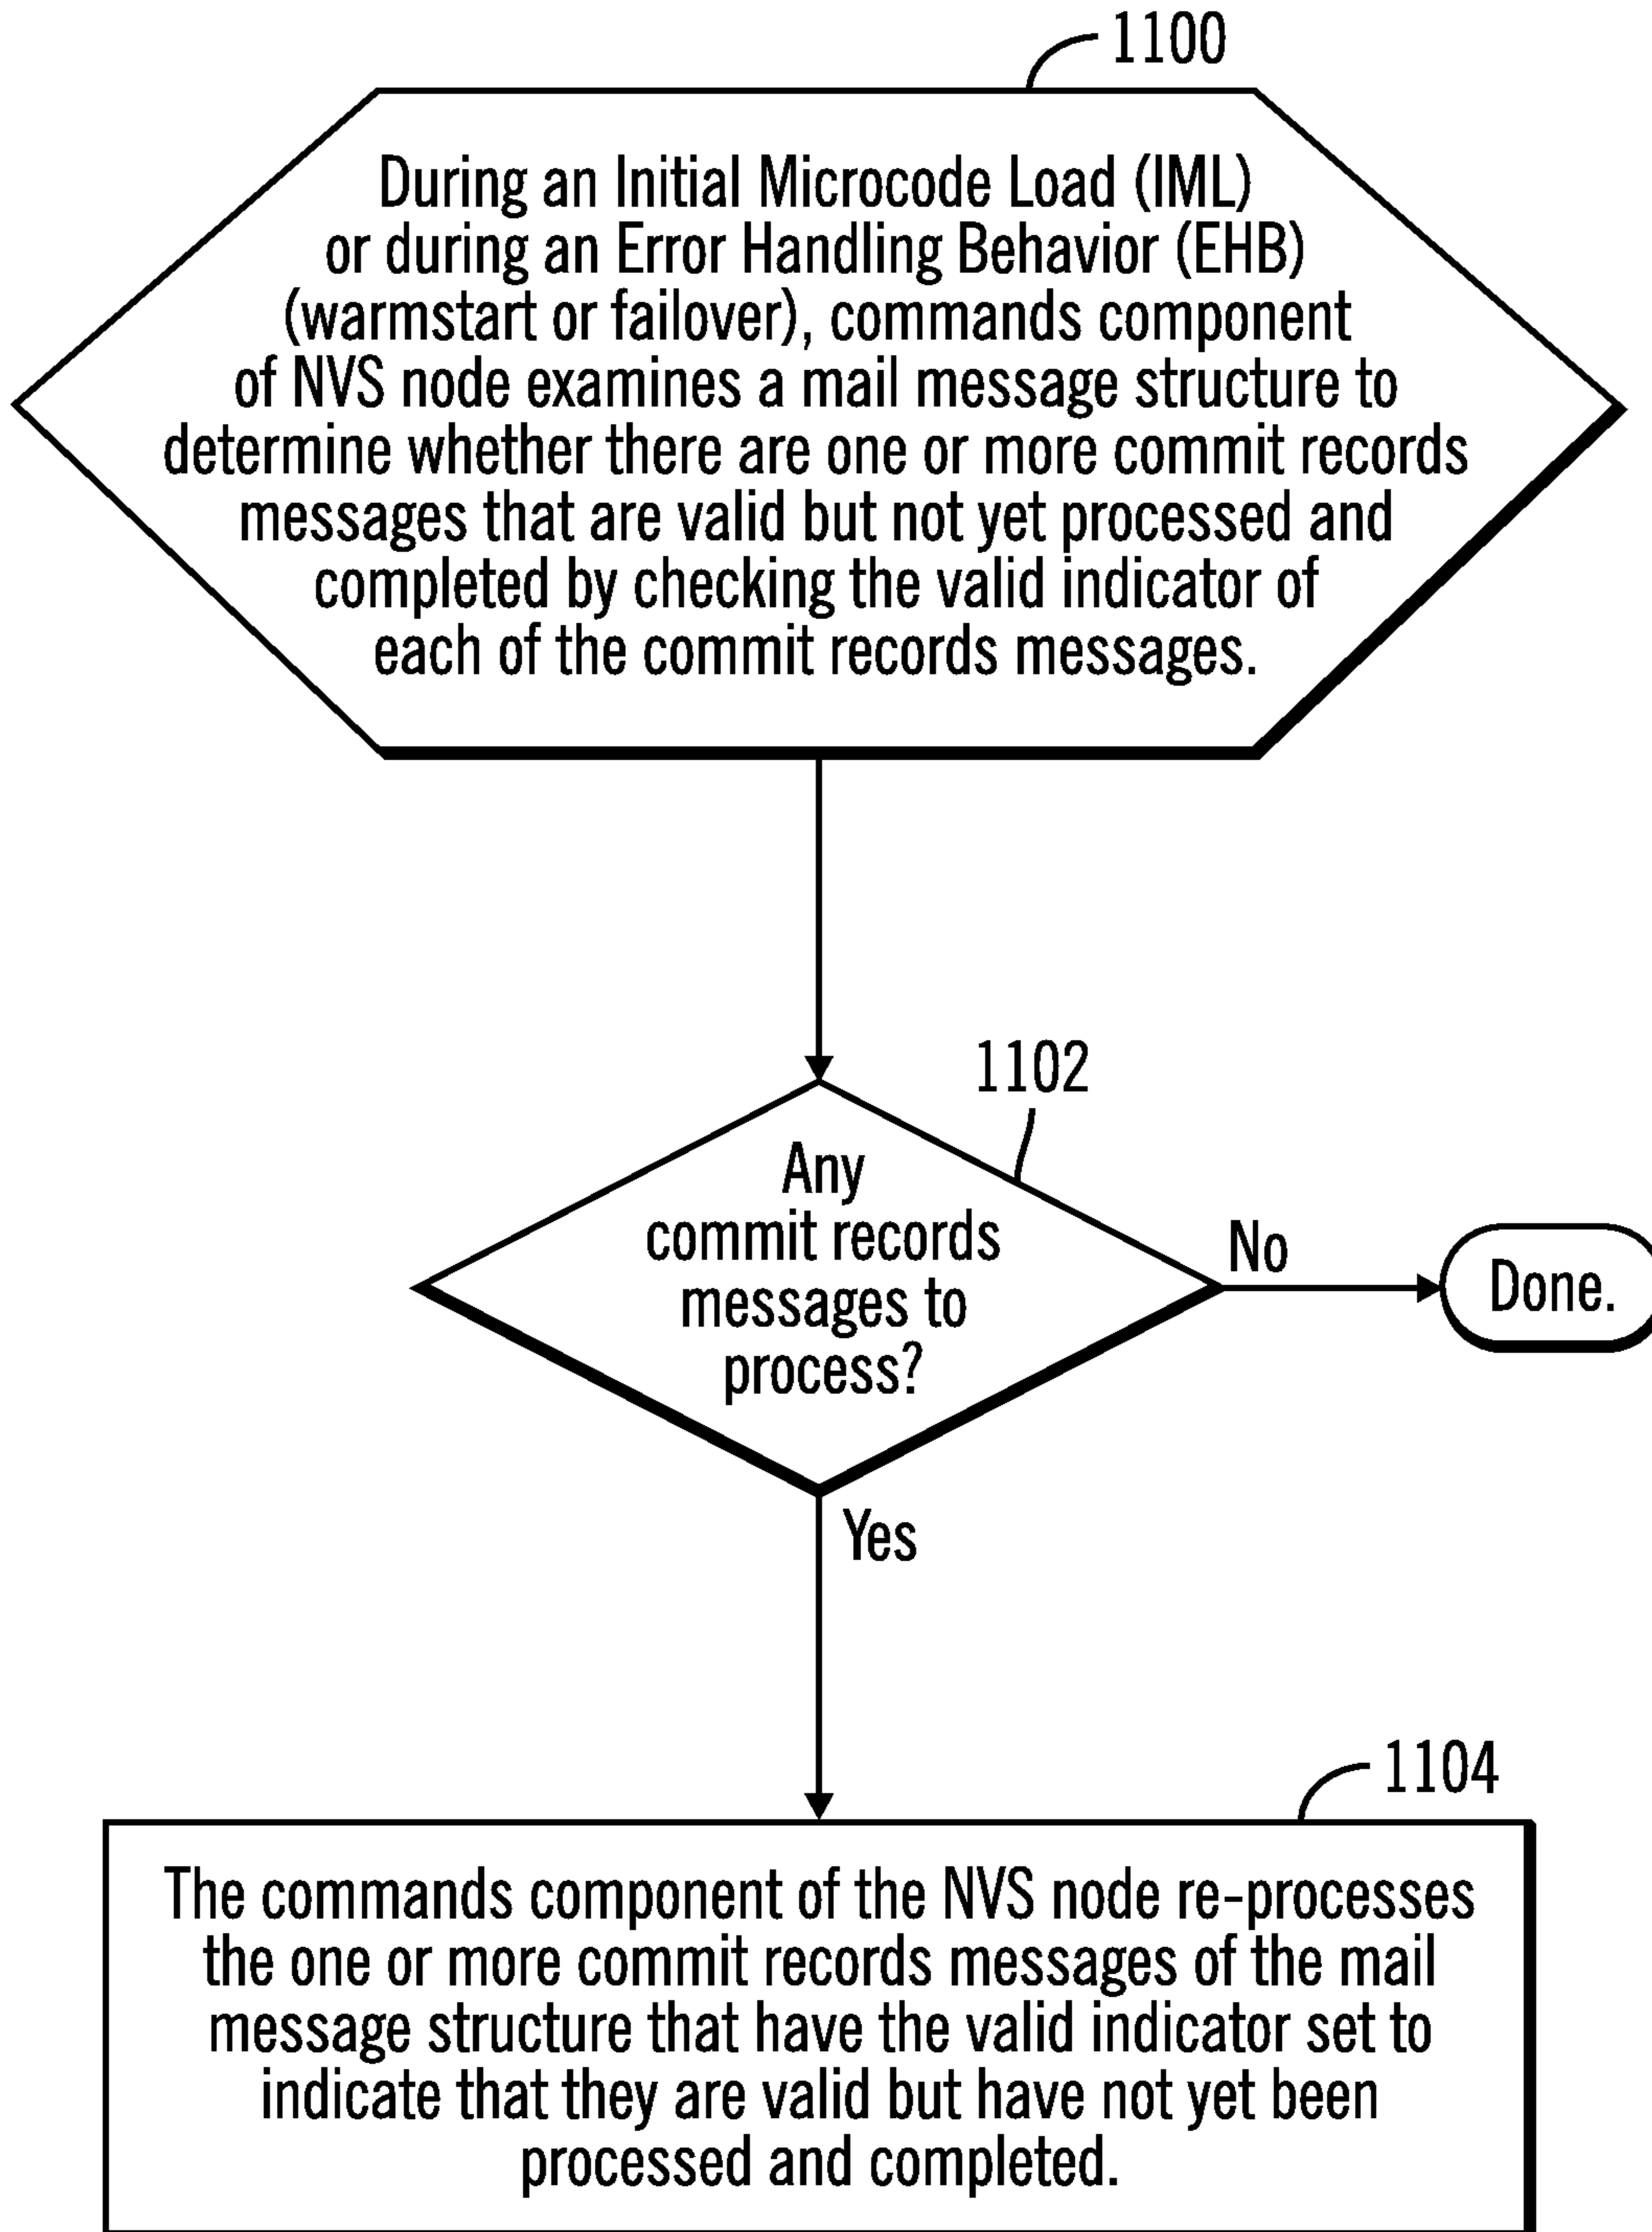 1100
During an Initial Microcode Load (IML)
or during an Error Handling Behavior (EHB)
(warmstart or failover), commands component
of NVS node examines a mail message structure to
determine whether there are one or more commit records
messages that are valid but not yet processed and
completed by checking the valid indicator of
each of the commit records messages.
1102
Any
commit records
messages to
process?
No
Done.
Yes
1104
The commands component of the NVS node re-processes
the one or more commit records messages of the mail
message structure that have the valid indicator set to
indicate that they are valid but have not yet been
processed and completed.